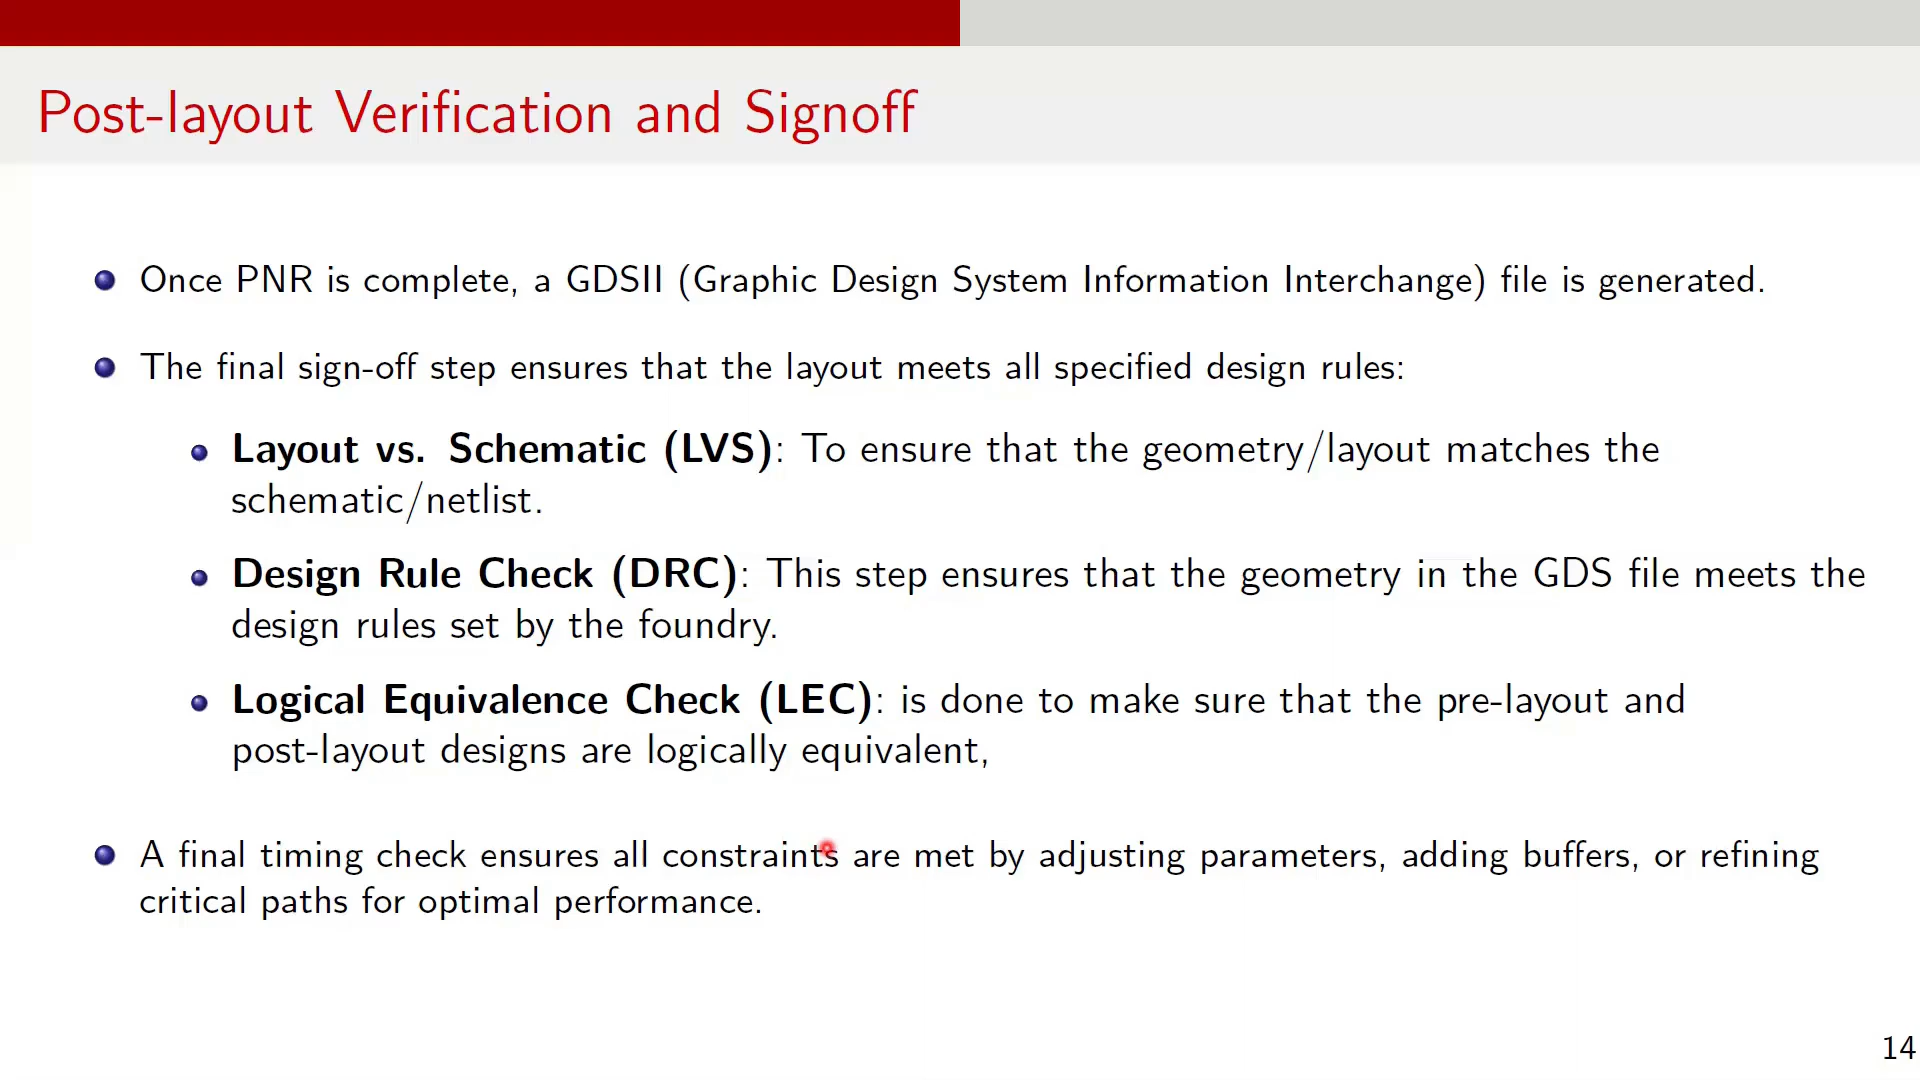 Post-layout Verification and Signoff
Once PNR is complete, a GDSII (Graphic Design System Information Interchange) file is generated.
The final sign-off step ensures that the layout meets all specified design rules:
Layout vs. Schematic (LVS): To ensure that the geometry/layout matches the
schematic/netlist.
Design Rule Check (DRC): This step ensures that the geometry in the GDS file meets the
design rules set by the foundry.
Logical Equivalence Check (LEC): is done to make sure that the pre-layout and
post-layout designs are logically equivalent,
A final timing check ensures all constraints are met by adjusting parameters, adding buffers, or refining
critical paths for optimal performance.
14